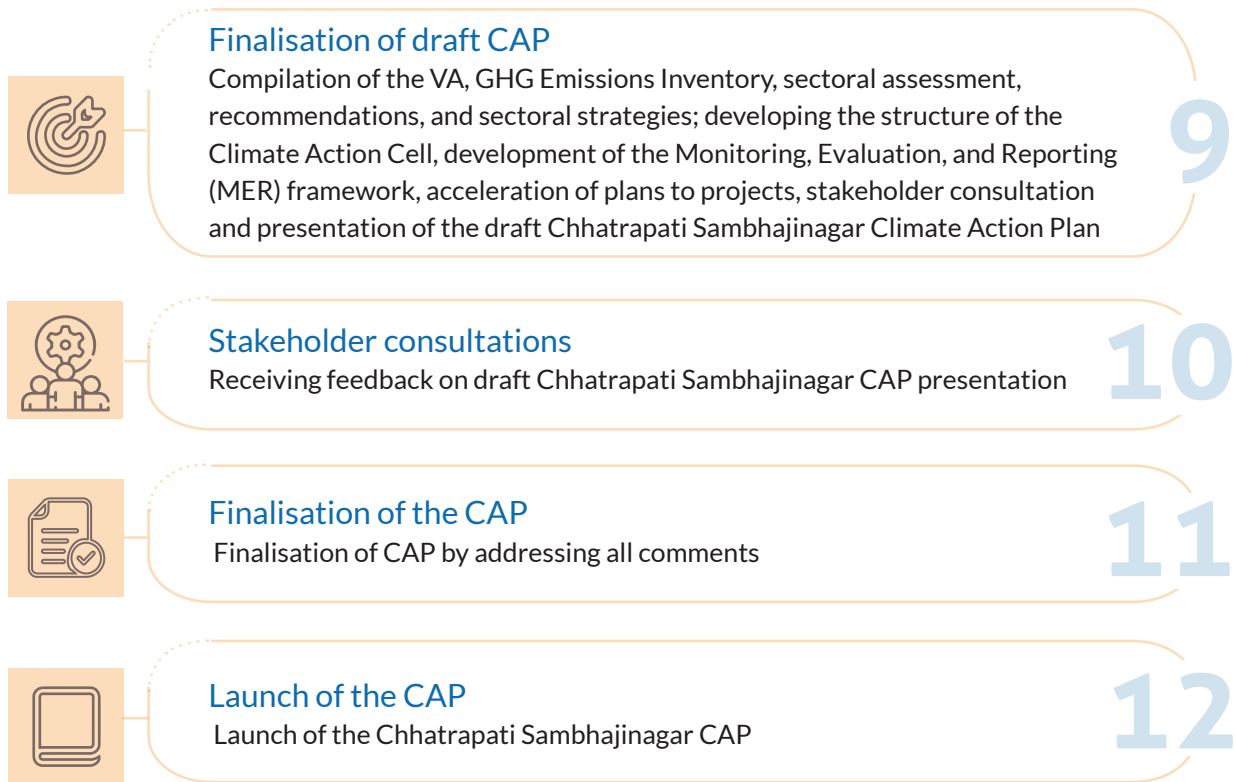 Finalisation of draft CAP
Compilation of the VA, GHG Emissions Inventory, sectoral assessment,
recommendations, and sectoral strategies; developing the structure of the
Climate Action Cell, development of the Monitoring, Evaluation, and Reporting
(MER) framework, acceleration of plans to projects, stakeholder consultation
and presentation of the draft Chhatrapati Sambhajinagar Climate Action Plan
9
Stakeholder consultations
Receiving feedback on draft Chhatrapati Sambhajinagar CAP presentation
10
Finalisation of the CAP
Finalisation of CAP by addressing all comments
11
Launch of the CAP
Launch of the Chhatrapati Sambhajinagar CAP
12